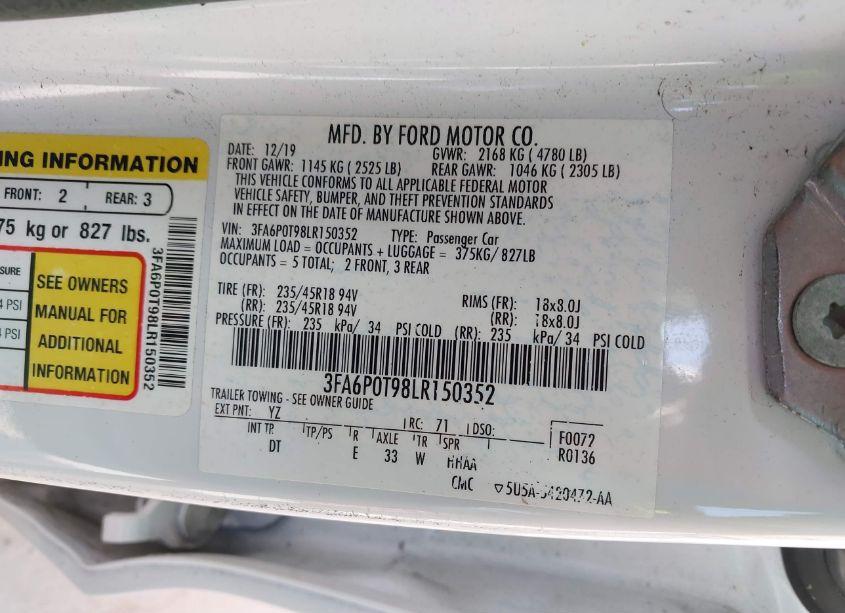 MFD. BY FORD MOTOR CO.
DATE: 12/19 GVWR: 2168 KG ( 4780 LB)
FRONT GAWR: 1145 KG ( 2525 LB) REAR GAWR: 1046 KG ( 2305 LB)
THIS VEHICLE CONFORMS TO ALL APPLICABLE FEDERAL MOTOR
VEHICLE SAFETY, BUMPER, AND THEFT PREVENTION STANDARDS
IN EFFECT ON THE DATE OF MANUFACTURE SHOWN ABOVE.
VIN: 3FA6P0T98LR150352 TYPE: Passenger Car
MAXIMUM LOAD = OCCUPANTS + LUGGAGE = 375KG/ 827LB
OCCUPANTS = 5 TOTAL; 2 FRONT, 3 REAR
TIRE (FR): 235/45R18 94V RIMS (FR): 18x8.0J
(RR): 235/45R18 94V (RR): 18x8.0J
PRESSURE (FR): 235 kPa/ 34 PSI COLD (RR): 235 kPa/ 34 PSI COLD
3FA6P0T98LR150352
TRAILER TOWING - SEE OWNER GUIDE
EXT PNT: YZ RC: 71 DSO: F0072
INT TR TP/PS R AXLE TR SPR R0136
DT E 33 W HHAA
CMC
ING INFORMATION
FRONT: 2 REAR: 3
75 kg or 827 lbs.
SURE
4 PSI
4 PSI
SEE OWNERS
MANUAL FOR
ADDITIONAL
INFORMATION
3FA6P0T98LR150352